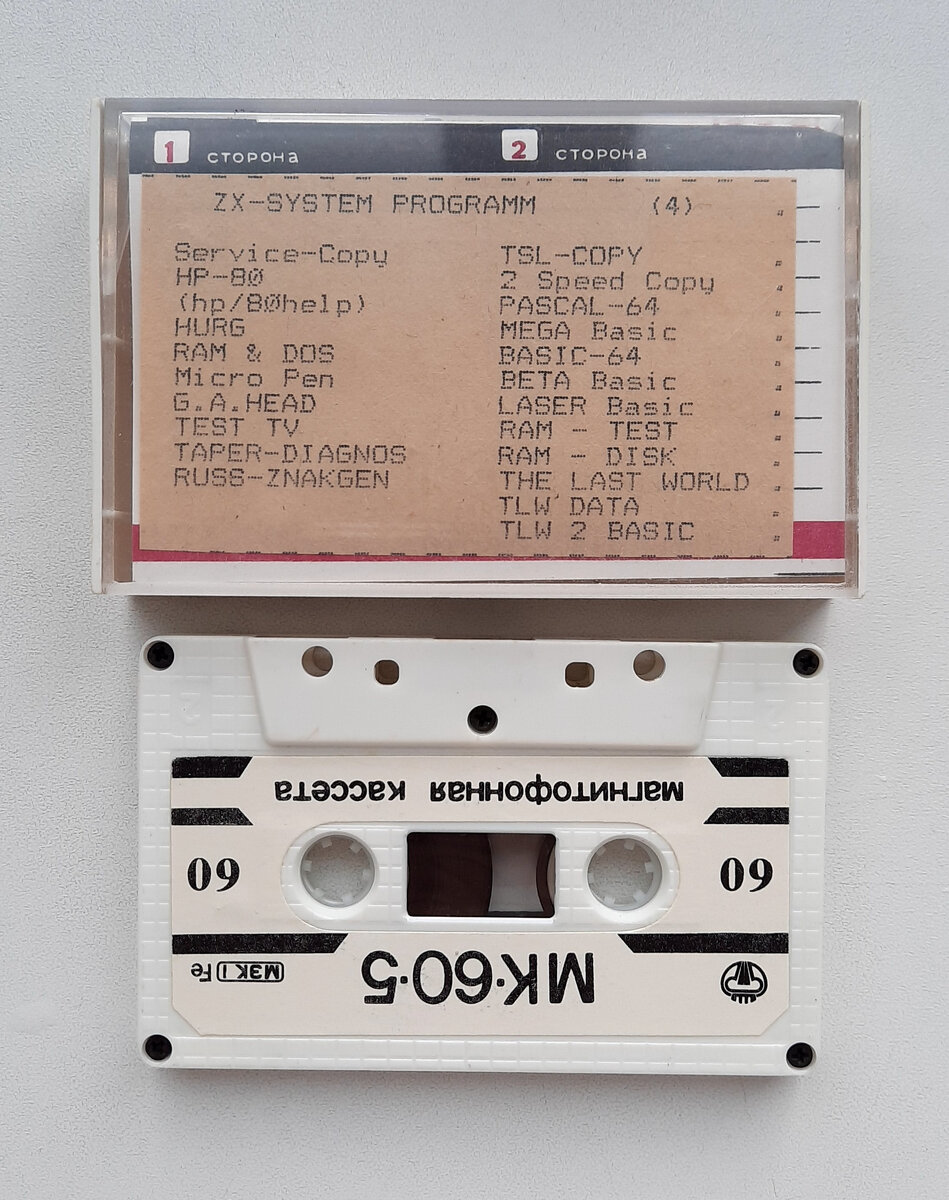 1 сторона
2 сторона
ZX-SYSTEM PROGRAMM (4)
Service-Copy
HP-80
(hp/80help)
HURG
RAM & DOS
Micro Pen
G.A.HEAD
TEST TV
TAPER-DIAGNOS
RUSS-ZNAKGEN
TSL-COPY
2 Speed Copy
PASCAL-64
MEGA Basic
BASIC-64
BETA Basic
LASER Basic
RAM - TEST
RAM - DISK
THE LAST WORLD
TLW DATA
TLW 2 BASIC
МК·60·5
МЭК I Fe
60
60
магнитофонная кассета